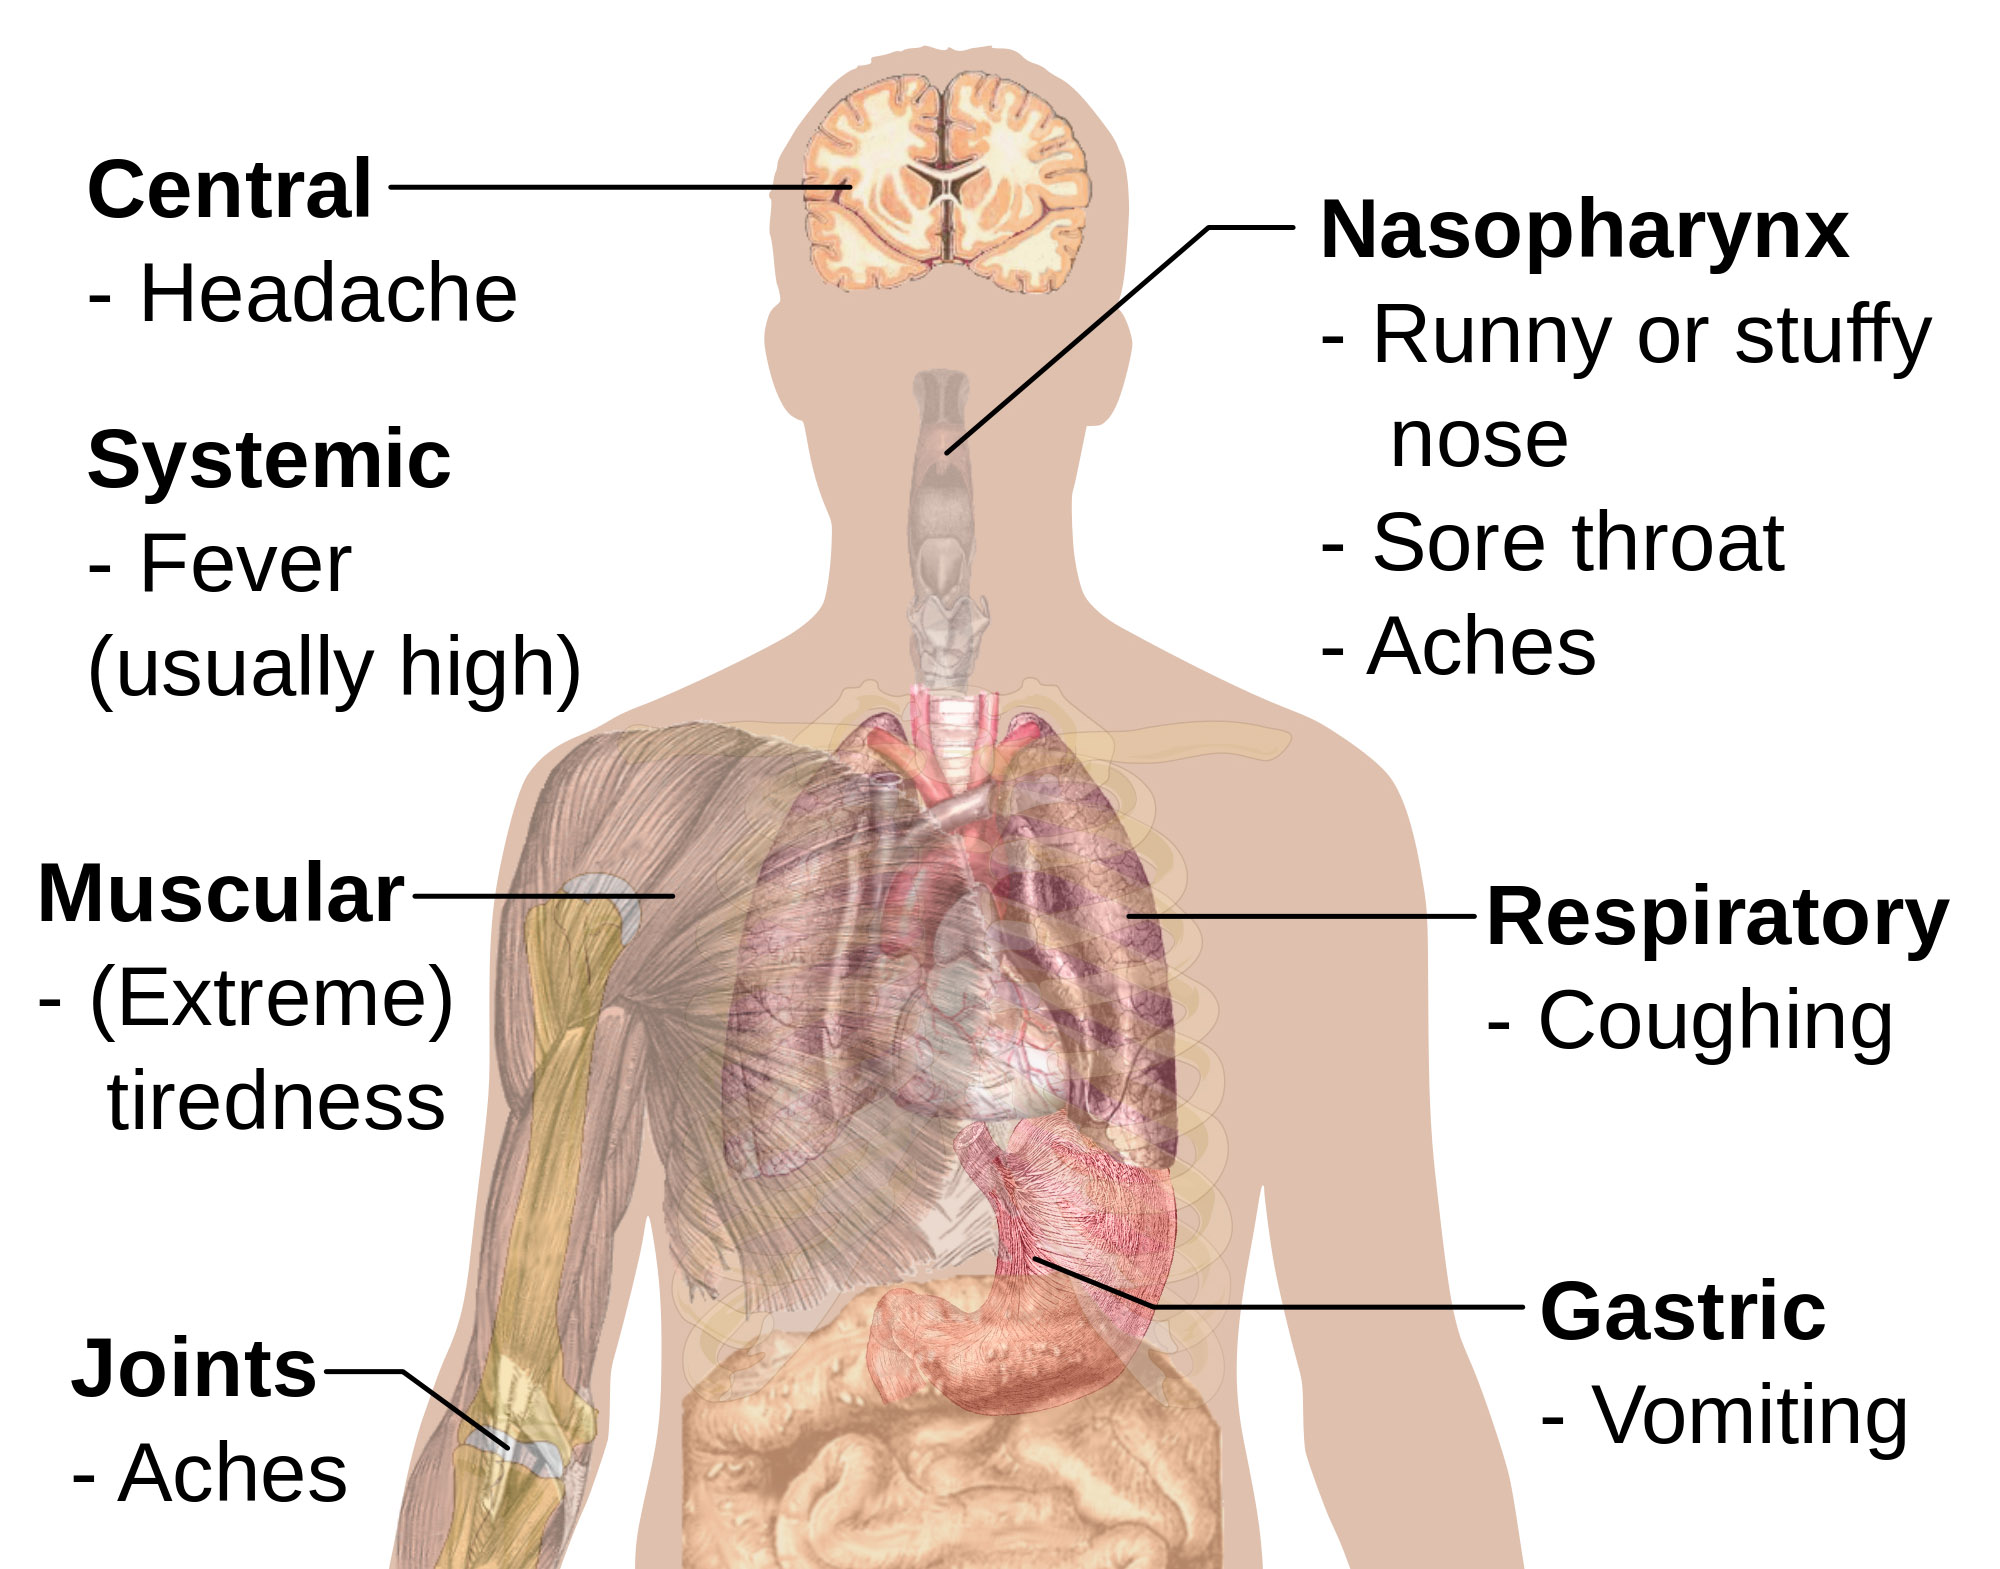 Central
- Headache
Systemic
- Fever
(usually high)
Muscular
- (Extreme)
tiredness
Joints
- Aches
Nasopharynx
- Runny or stuffy
nose
- Sore throat
- Aches
Respiratory
- Coughing
Gastric
- Vomiting